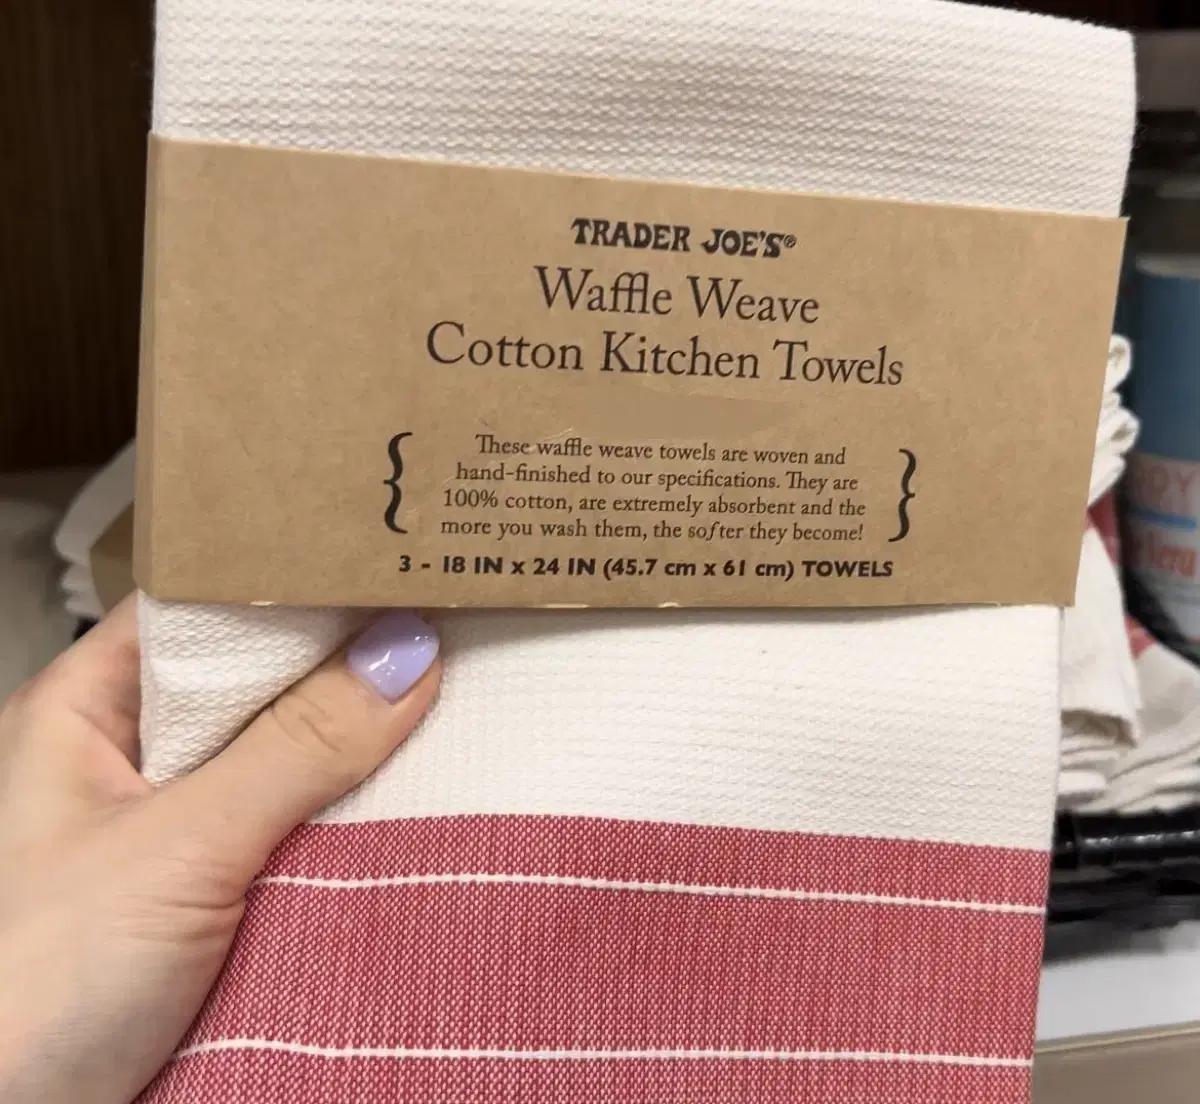 TRADER JOE'S®
Waffle Weave
Cotton Kitchen Towels
{ These waffle weave towels are woven and
hand-finished to our specifications. They are
100% cotton, are extremely absorbent and the
more you wash them, the softer they become! }
3 - 18 IN x 24 IN (45.7 cm x 61 cm) TOWELS